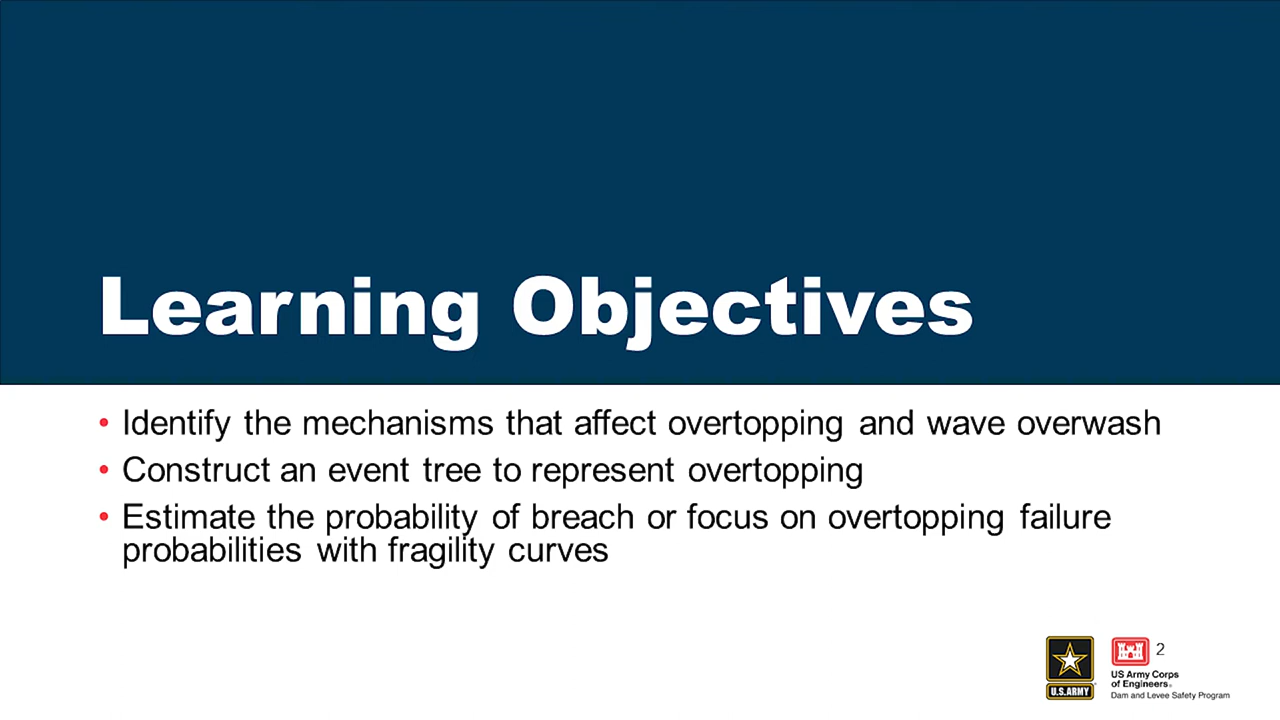 Learning Objectives
• Identify the mechanisms that affect overtopping and wave overwash
• Construct an event tree to represent overtopping
• Estimate the probability of breach or focus on overtopping failure
probabilities with fragility curves
2
U.S. ARMY
US Army Corps
of Engineers®
Dam and Levee Safety Program